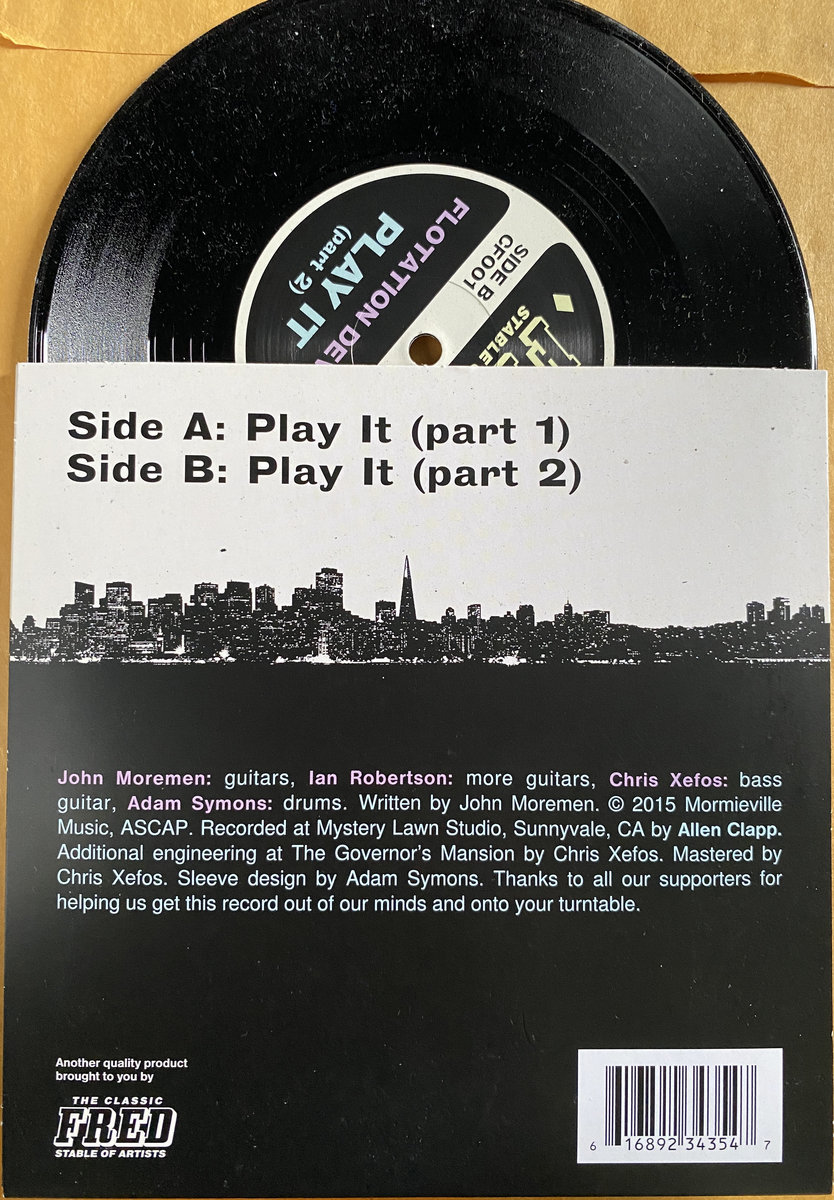 FLOTATION DE
PLAY IT
(part 2)
SIDE B
CF001
STABLE
Side A: Play It (part 1)
Side B: Play It (part 2)
John Moremen: guitars, Ian Robertson: more guitars, Chris Xefos: bass
guitar, Adam Symons: drums. Written by John Moremen. © 2015 Mormieville
Music, ASCAP. Recorded at Mystery Lawn Studio, Sunnyvale, CA by Allen Clapp.
Additional engineering at The Governor's Mansion by Chris Xefos. Mastered by
Chris Xefos. Sleeve design by Adam Symons. Thanks to all our supporters for
helping us get this record out of our minds and onto your turntable.
Another quality product
brought to you by
THE CLASSIC
FRED
STABLE OF ARTISTS
6 16892 34354 7